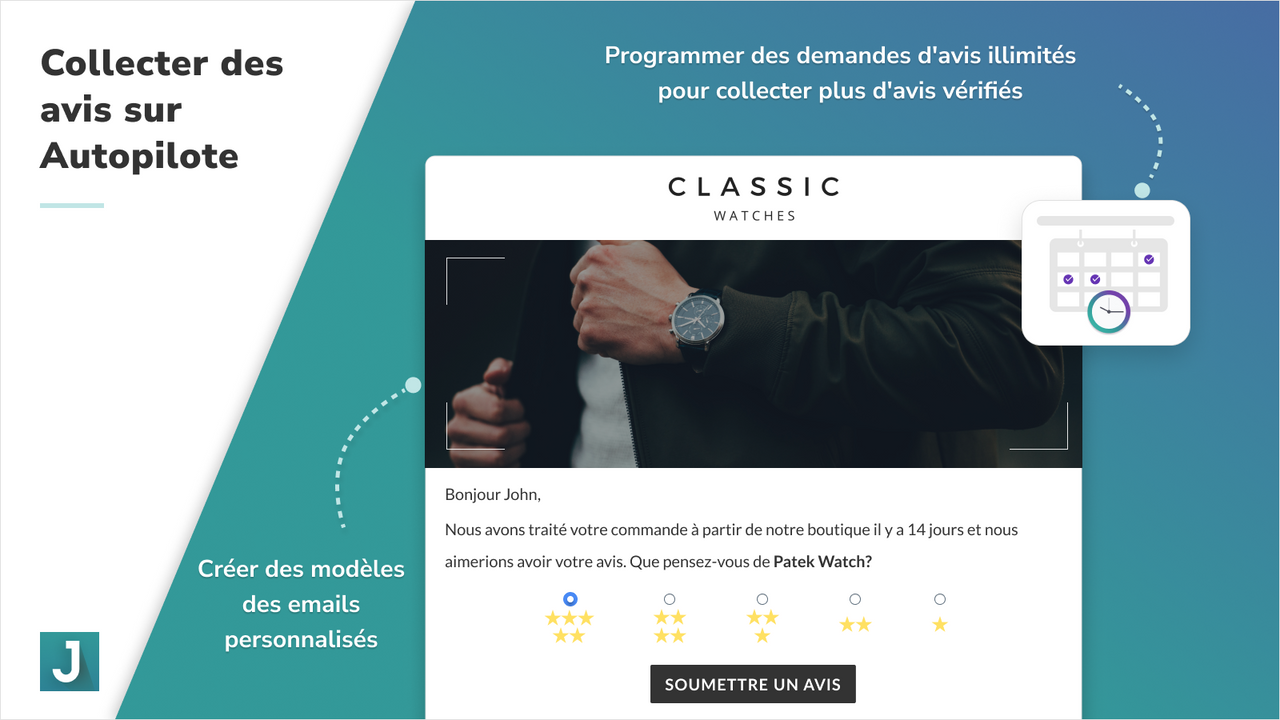 Collecter des
avis sur
Autopilote
Programmer des demandes d'avis illimités
pour collecter plus d'avis vérifiés
CLASSIC
WATCHES
Bonjour John,
Nous avons traité votre commande à partir de notre boutique il y a 14 jours et nous
aimerions avoir votre avis. Que pensez-vous de Patek Watch?
SOUMETTRE UN AVIS
Créer des modèles
des emails
personnalisés
J